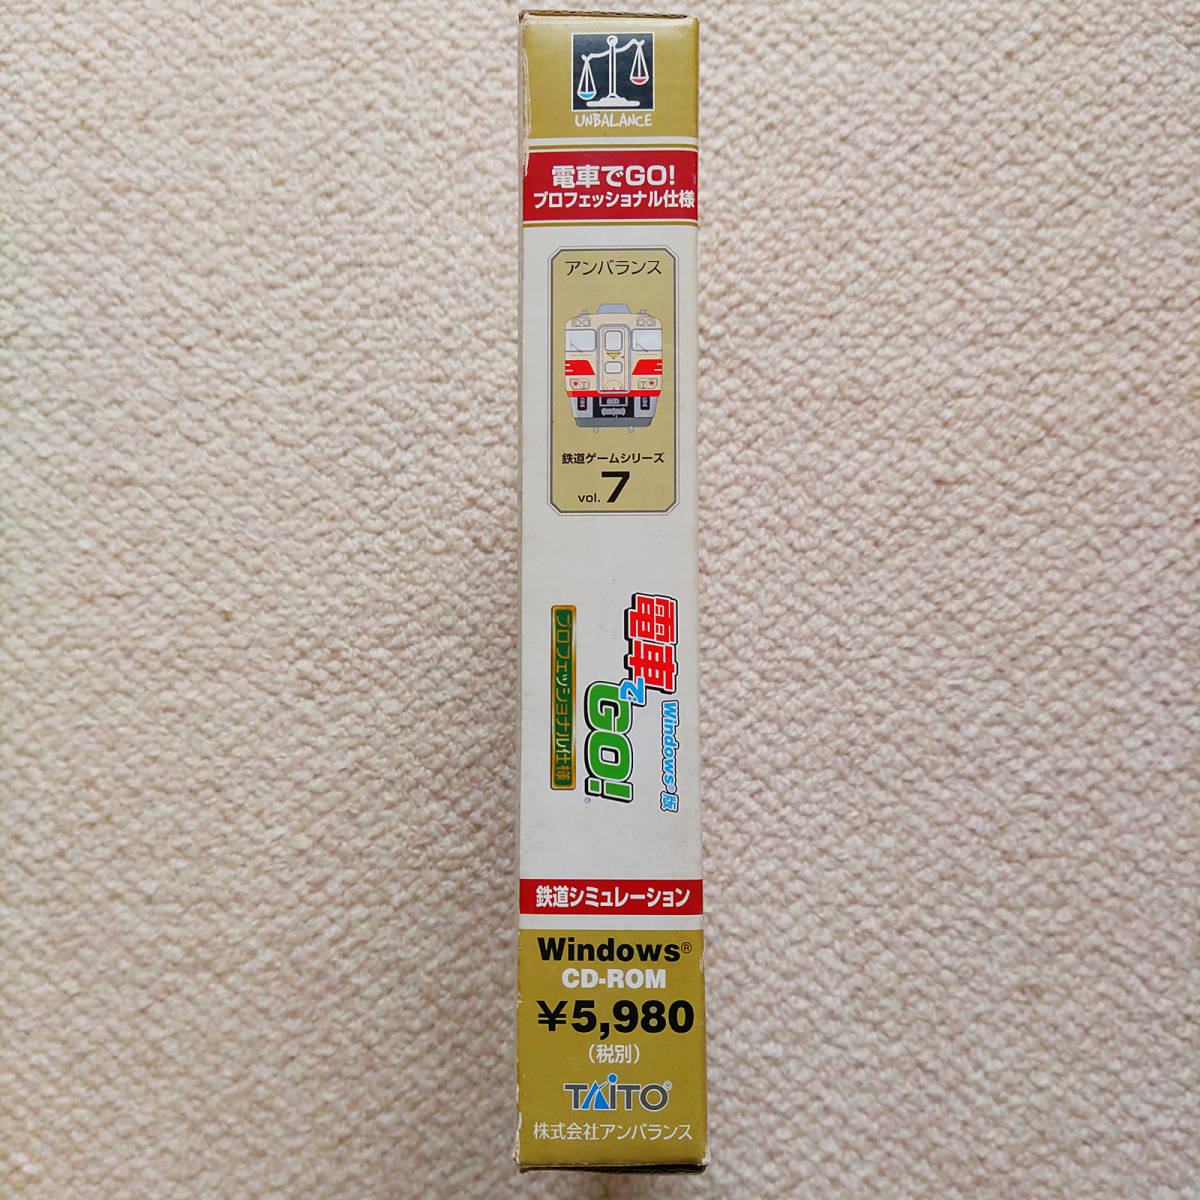 UNBALANCE
電車でGO!
プロフェッショナル仕様
アンバランス
鉄道ゲームシリーズ
vol. 7
Windows®版
電車でGO!®
プロフェッショナル仕様
鉄道シミュレーション
Windows®
CD-ROM
¥5,980
(税別)
TAITO®
株式会社アンバランス